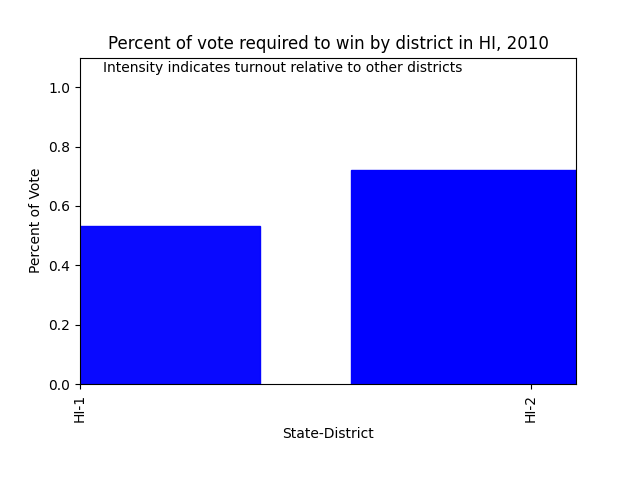 Percent of vote required to win by district in HI, 2010
Intensity indicates turnout relative to other districts
1.0
0.8
0.6
0.4
0.2
0.0
Percent of Vote
HI-1
HI-2
State-District